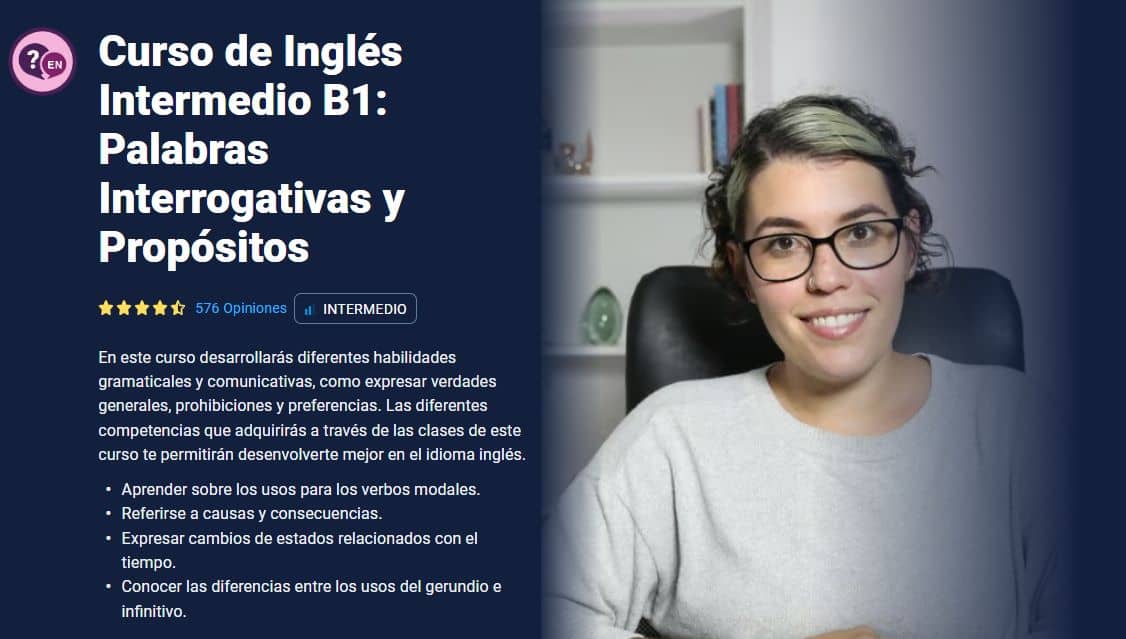 ? EN
Curso de Inglés
Intermedio B1:
Palabras
Interrogativas y
Propósitos
576 Opiniones INTERMEDIO
En este curso desarrollarás diferentes habilidades
gramaticales y comunicativas, como expresar verdades
generales, prohibiciones y preferencias. Las diferentes
competencias que adquirirás a través de las clases de este
curso te permitirán desenvolverte mejor en el idioma inglés.
• Aprender sobre los usos para los verbos modales.
• Referirse a causas y consecuencias.
• Expresar cambios de estados relacionados con el
tiempo.
• Conocer las diferencias entre los usos del gerundio e
infinitivo.